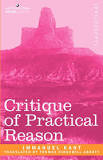 Critique of
Practical
Reason
IMMANUEL KANT
TRANSLATED BY THOMAS KINGSMILL ABBOTT